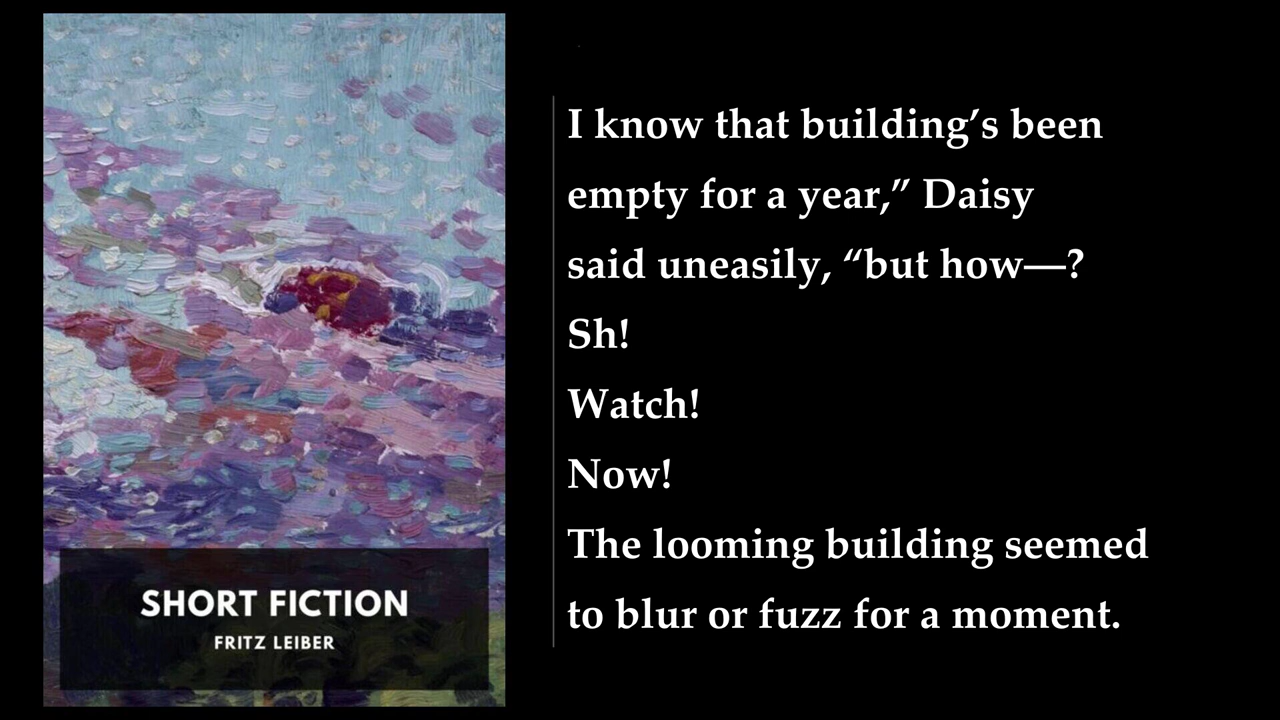 SHORT FICTION
FRITZ LEIBER
I know that building’s been
empty for a year,” Daisy
said uneasily, “but how—?
Sh!
Watch!
Now!
The looming building seemed
to blur or fuzz for a moment.